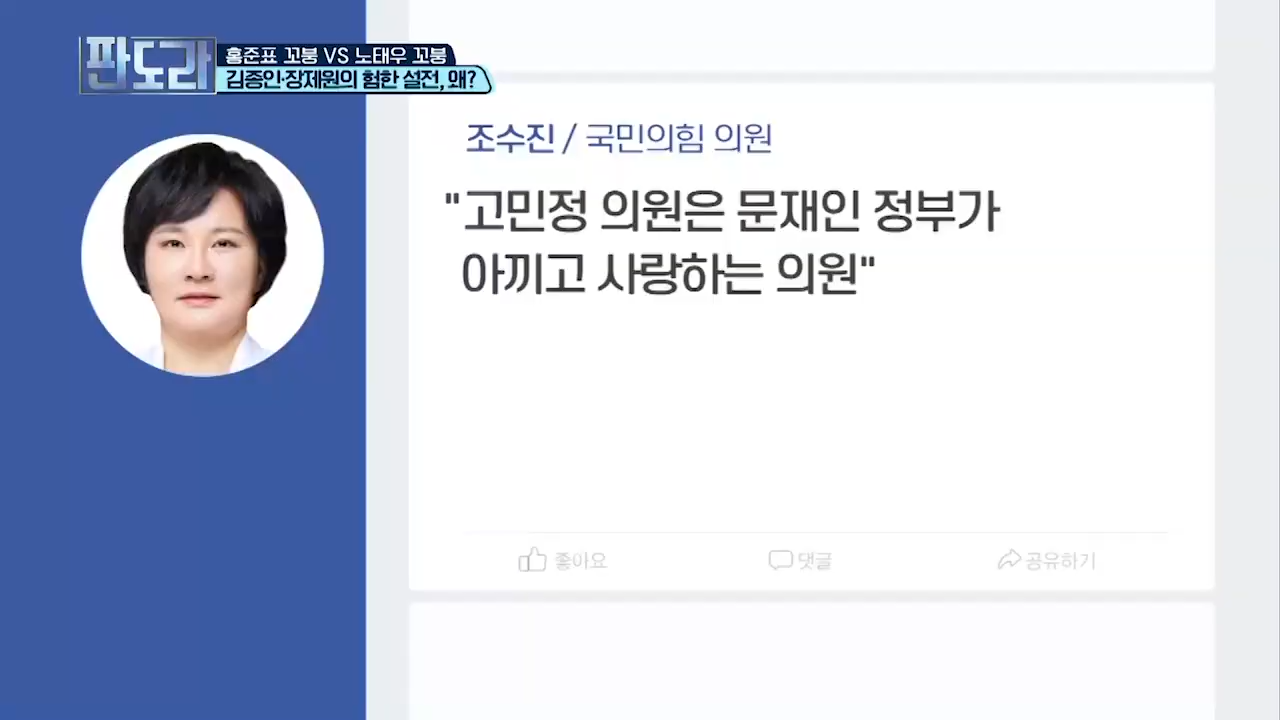 판도라
홍준표 꼬붕 VS 노태우 꼬붕
김종인·장제원의 험한 설전, 왜?
조수진 / 국민의힘 의원
"고민정 의원은 문재인 정부가
아끼고 사랑하는 의원"
좋아요 댓글 공유하기